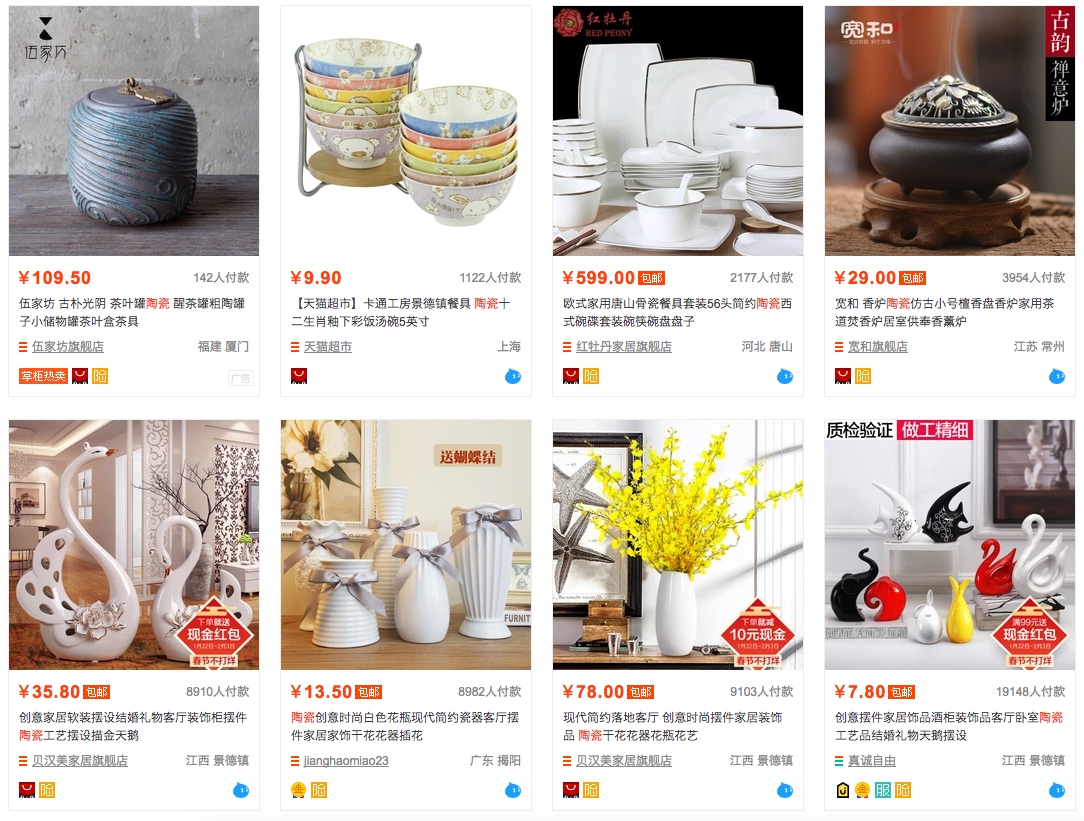 伍家坊
红牡丹
RED PEONY
宽和
古韵
禅意炉
RABBIT
¥109.50
142人付款
¥9.90
1122人付款
¥599.00 包邮
2177人付款
¥29.00 包邮
3954人付款
伍家坊 古朴光阴 茶叶罐陶瓷 醒茶罐粗陶罐
子小储物罐茶叶盒茶具
【天猫超市】卡通工房景德镇餐具 陶瓷十
二生肖釉下彩饭汤碗5英寸
欧式家用唐山骨瓷餐具套装56头简约陶瓷西
式碗碟套装碗筷碗盘盘子
宽和 香炉陶瓷仿古小号檀香盘香炉家用茶
道焚香炉居室供奉香薰炉
伍家坊旗舰店
福建 厦门
天猫超市
上海
红牡丹家居旗舰店
河北 唐山
宽和旗舰店
江苏 常州
掌柜热卖
险
广告
险
险
下单就送
现金红包
1月22日-2月3日
春节不打烊
送蝴蝶结
FURNIT
下单就减
10元现金
1月22日-2月3日
春节不打烊
质检验证 做工精细
满99元送
现金红包
1月22日-2月3日
春节不打烊
¥35.80 包邮
8910人付款
¥13.50 包邮
8982人付款
¥78.00 包邮
9103人付款
¥7.80 包邮
19148人付款
创意家居软装摆设结婚礼物客厅装饰柜摆件
陶瓷工艺摆设描金天鹅
陶瓷创意时尚白色花瓶现代简约瓷器客厅摆
件家居家饰干花花器插花
现代简约落地客厅 创意时尚摆件家居装饰
品 陶瓷干花花器花瓶花艺
创意摆件家居饰品酒柜装饰品客厅卧室陶瓷
工艺品结婚礼物天鹅摆设
贝汉美家居旗舰店
江西 景德镇
jianghaomiao23
广东 揭阳
贝汉美家居旗舰店
江西 景德镇
真诚自由
江西 景德镇
险
金 险
险
金 服 险